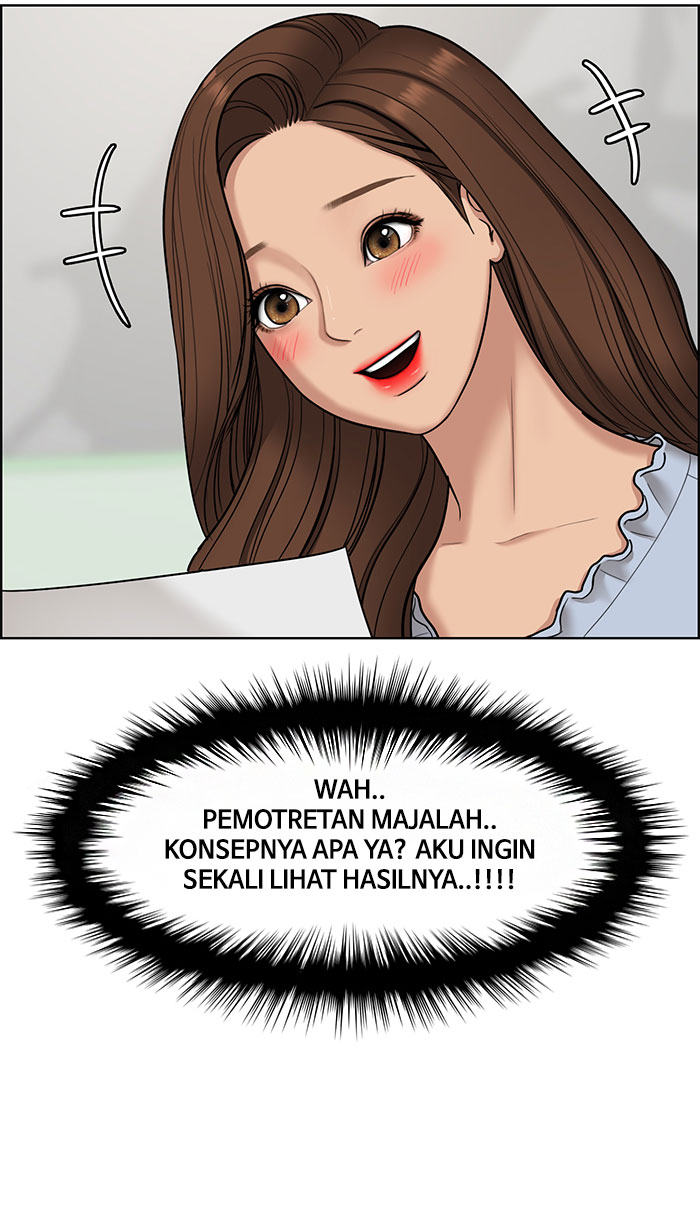 WAH..
PEMOTRETAN MAJALAH..
KONSEPNYA APA YA? AKU INGIN
SEKALI LIHAT HASILNYA..!!!!